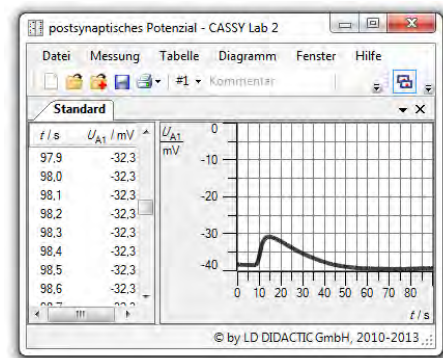 postsynaptisches Potenzial - CASSY Lab 2
Datei Messung Tabelle Diagramm Fenster Hilfe
#1 Kommentar
Standard
t / s U_A1 / mV
97,9 -32,3
98,0 -32,3
98,1 -32,3
98,2 -32,3
98,3 -32,3
98,4 -32,3
98,5 -32,3
98,6 -32,3
U_A1
mV
0
-10
-20
-30
-40
0 10 20 30 40 50 60 70 80
t / s
© by LD DIDACTIC GmbH, 2010-2013